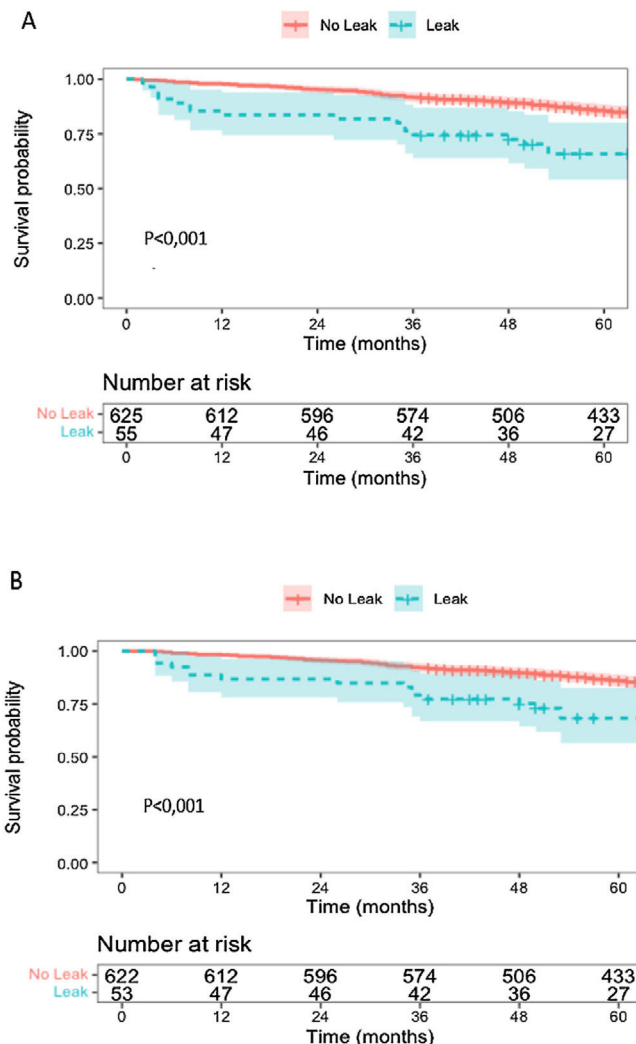 A
No Leak Leak
1.00
0.75
0.50
0.25
0.00
Survival probability
P<0,001
0 12 24 36 48 60
Time (months)
Number at risk
No Leak 625 612 596 574 506 433
Leak 55 47 46 42 36 27
0 12 24 36 48 60
Time (months)
B
No Leak Leak
1.00
0.75
0.50
0.25
0.00
Survival probability
P<0,001
0 12 24 36 48 60
Time (months)
Number at risk
No Leak 622 612 596 574 506 433
Leak 53 47 46 42 36 27
0 12 24 36 48 60
Time (months)